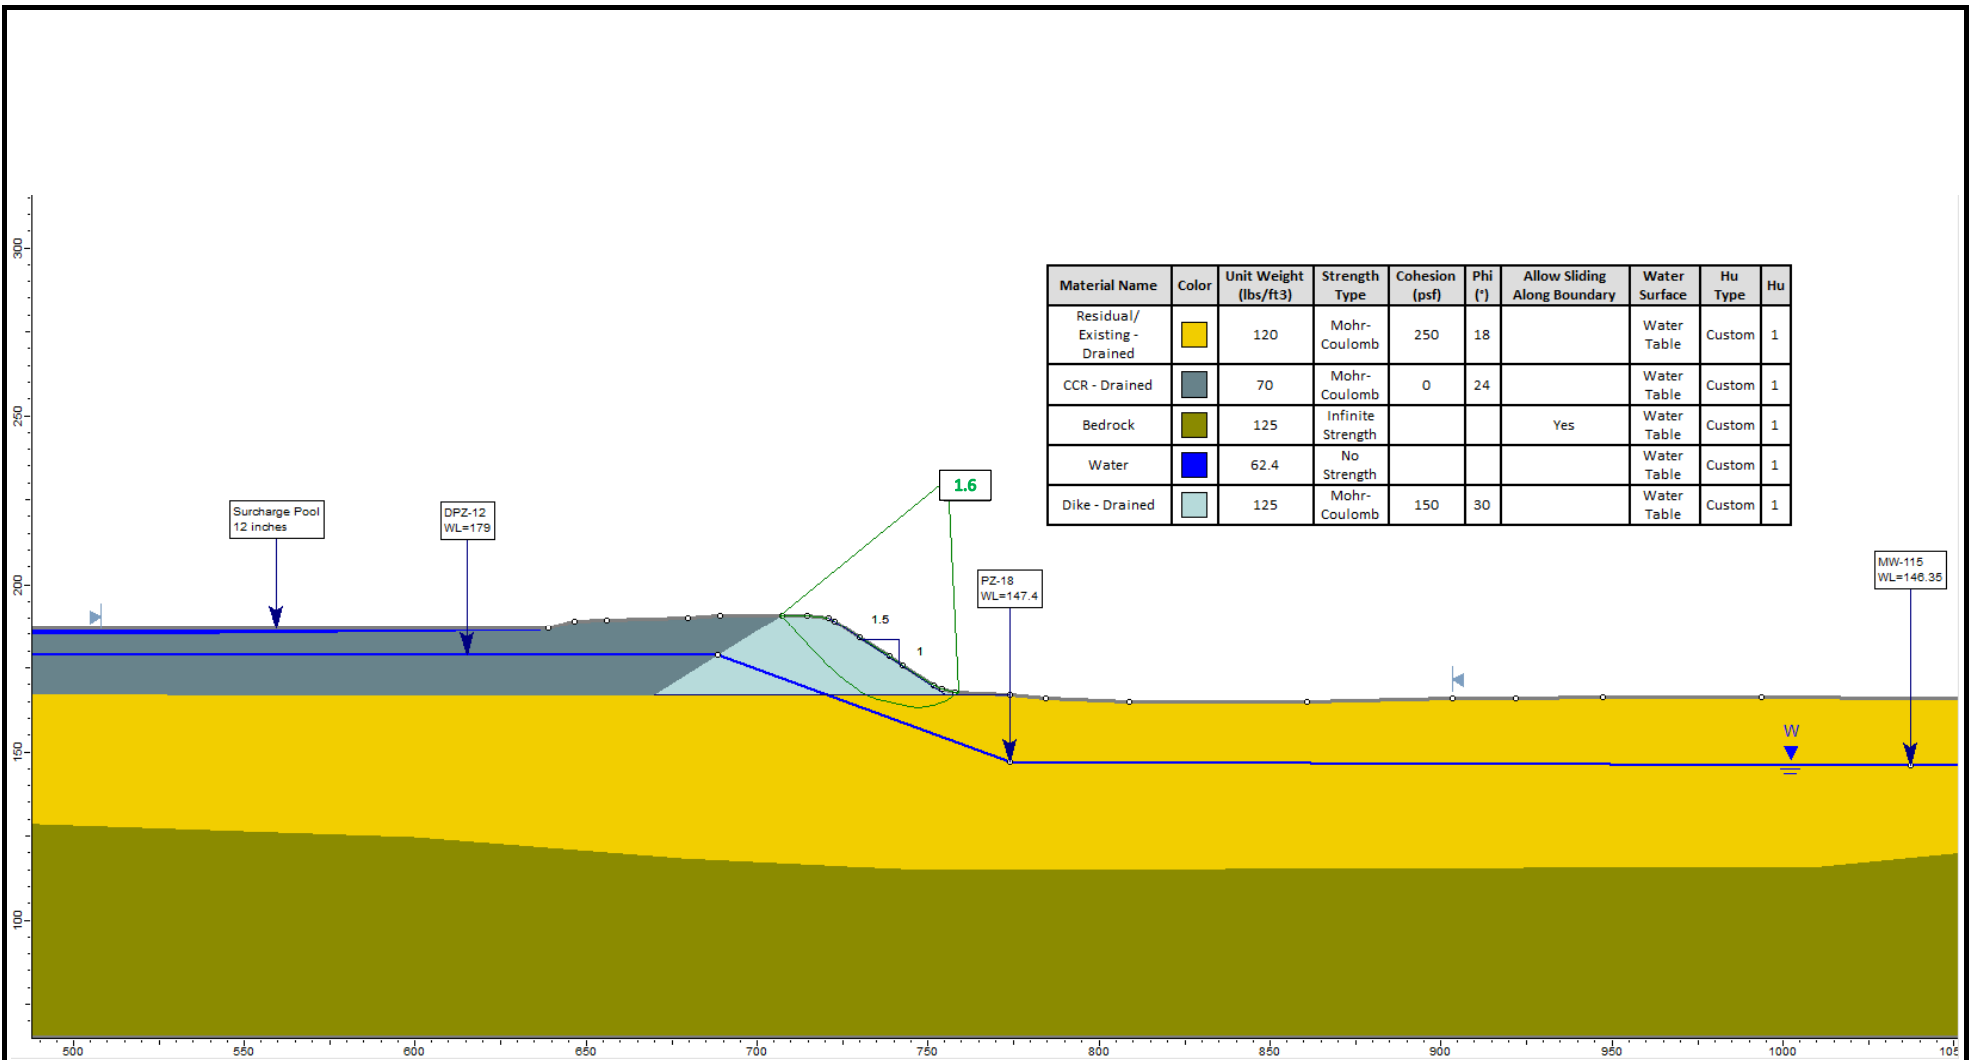 300
250
200
150
100
Material Name Color Unit Weight (lbs/ft3) Strength Type Cohesion (psf) Phi (°) Allow Sliding Along Boundary Water Surface Hu Type Hu
Residual/ Existing - Drained 120 Mohr-Coulomb 250 18 Water Table Custom 1
CCR - Drained 70 Mohr-Coulomb 0 24 Water Table Custom 1
Bedrock 125 Infinite Strength Yes Water Table Custom 1
Water 62.4 No Strength Water Table Custom 1
Dike - Drained 125 Mohr-Coulomb 150 30 Water Table Custom 1
1.6
Surcharge Pool
12 inches
DPZ-12
WL=179
PZ-18
WL=147.4
MW-115
WL=146.35
1.5
1
W
500 550 600 650 700 750 800 850 900 950 1000 105